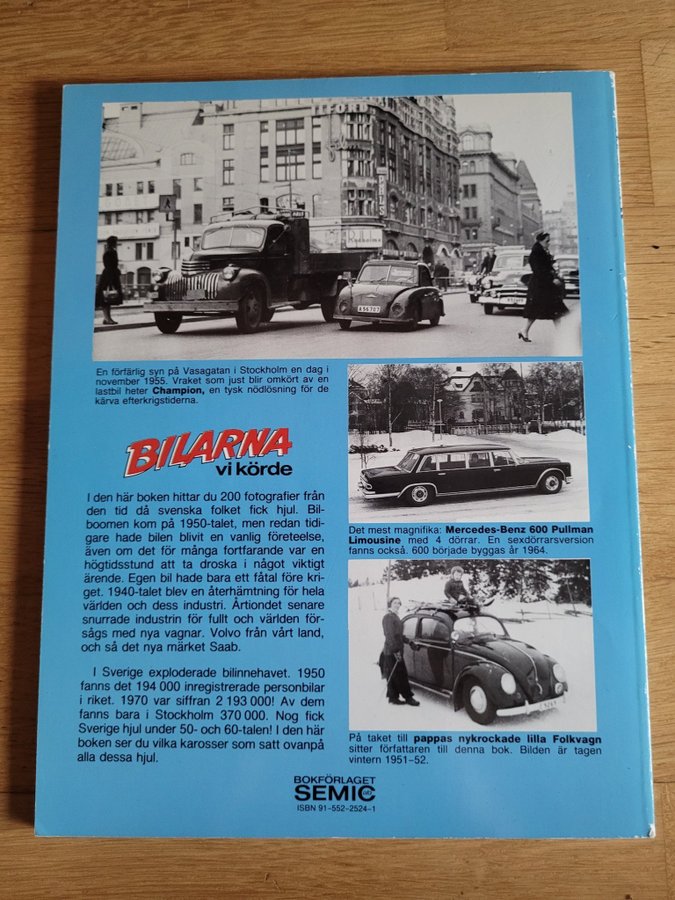 A56707
En förfärlig syn på Vasagatan i Stockholm en dag i
november 1955. Vraket som just blir omkört av en
lastbil heter Champion, en tysk nödlösning för de
kärva efterkrigstiderna.
BILARNA
vi körde
I den här boken hittar du 200 fotografier från
den tid då svenska folket fick hjul. Bil-
boomen kom på 1950-talet, men redan tidi-
gare hade bilen blivit en vanlig företeelse,
även om det för många fortfarande var en
högtidsstund att ta droska i något viktigt
ärende. Egen bil hade bara ett fåtal före kri-
get. 1940-talet blev en återhämtning för hela
världen och dess industri. Årtiondet senare
snurrade industrin för fullt och världen för-
sågs med nya vagnar. Volvo från vårt land,
och så det nya märket Saab.
I Sverige exploderade bilinnehavet. 1950
fanns det 194 000 inregistrerade personbilar
i riket. 1970 var siffran 2 193 000! Av dem
fanns bara i Stockholm 370 000. Nog fick
Sverige hjul under 50- och 60-talen! I den här
boken ser du vilka karosser som satt ovanpå
alla dessa hjul.
Det mest magnifika: Mercedes-Benz 600 Pullman
Limousine med 4 dörrar. En sexdörrarsversion
fanns också. 600 började byggas år 1964.
På taket till pappas nykrockade lilla Folkvagn
sitter författaren till denna bok. Bilden är tagen
vintern 1951–52.
BOKFÖRLAGET
SEMIC
ISBN 91-552-2524-1